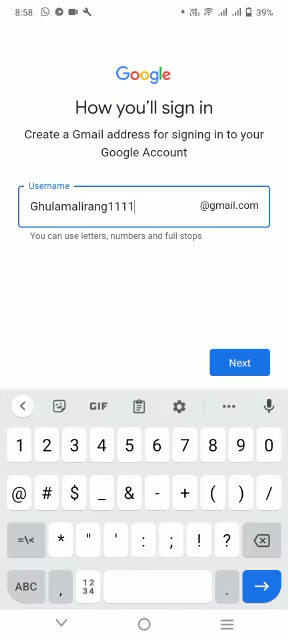 8:58
39%
Google
How you'll sign in
Create a Gmail address for signing in to your
Google Account
Username
Ghulamalirang1111
@gmail.com
You can use letters, numbers and full stops
Next
GIF
1 2 3 4 5 6 7 8 9 0
@ # $ _ & - + ( ) /
=\< * " ' : ; ! ?
ABC , 12 34 .